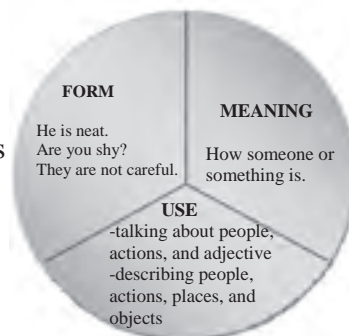 FORM
He is neat.
Are you shy?
They are not careful.
MEANING
How someone or
something is.
USE
-talking about people,
actions, and adjective
-describing people,
actions, places, and
objects
s